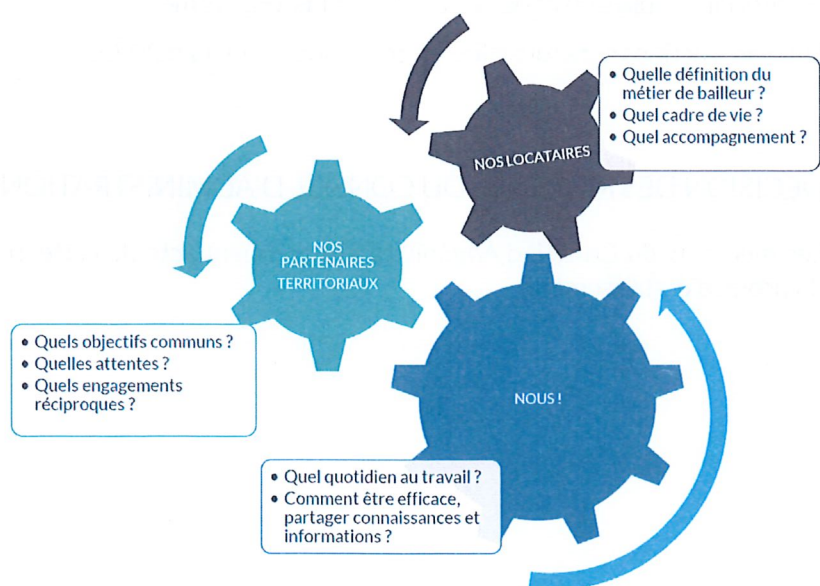 • Quelle définition du
métier de bailleur ?
• Quel cadre de vie ?
• Quel accompagnement ?
NOS LOCATAIRES
NOS
PARTENAIRES
TERRITORIAUX
• Quels objectifs communs ?
• Quelles attentes ?
• Quels engagements
réciproques ?
NOUS !
• Quel quotidien au travail ?
• Comment être efficace,
partager connaissances et
informations ?